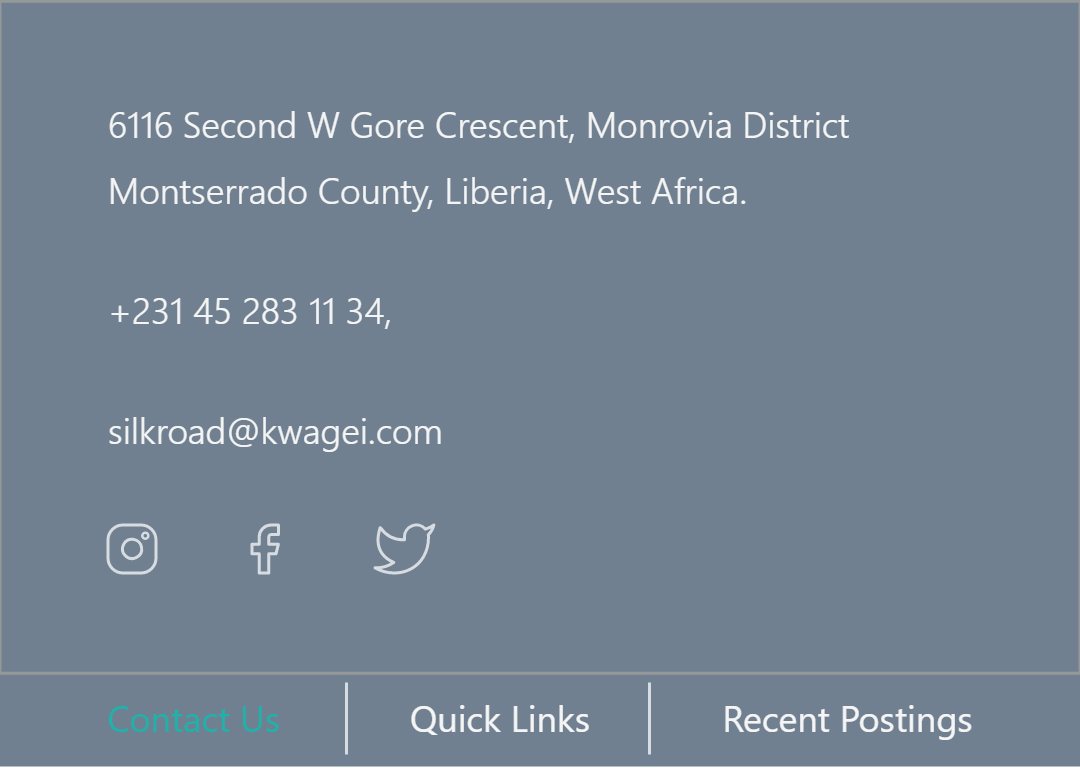 6116 Second W Gore Crescent, Monrovia District
Montserrado County, Liberia, West Africa.
+231 45 283 11 34,
silkroad@kwagei.com
Contact Us
Quick Links
Recent Postings